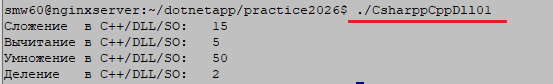 smw60@nginxserver:~/dotnetapp/practice2026$ ./CsharppCppDll01
Сложение  в C++/DLL/SO:   15
Вычитание в C++/DLL/SO:   5
Умножение в C++/DLL/SO:   50
Деление   в C++/DLL/SO:   2